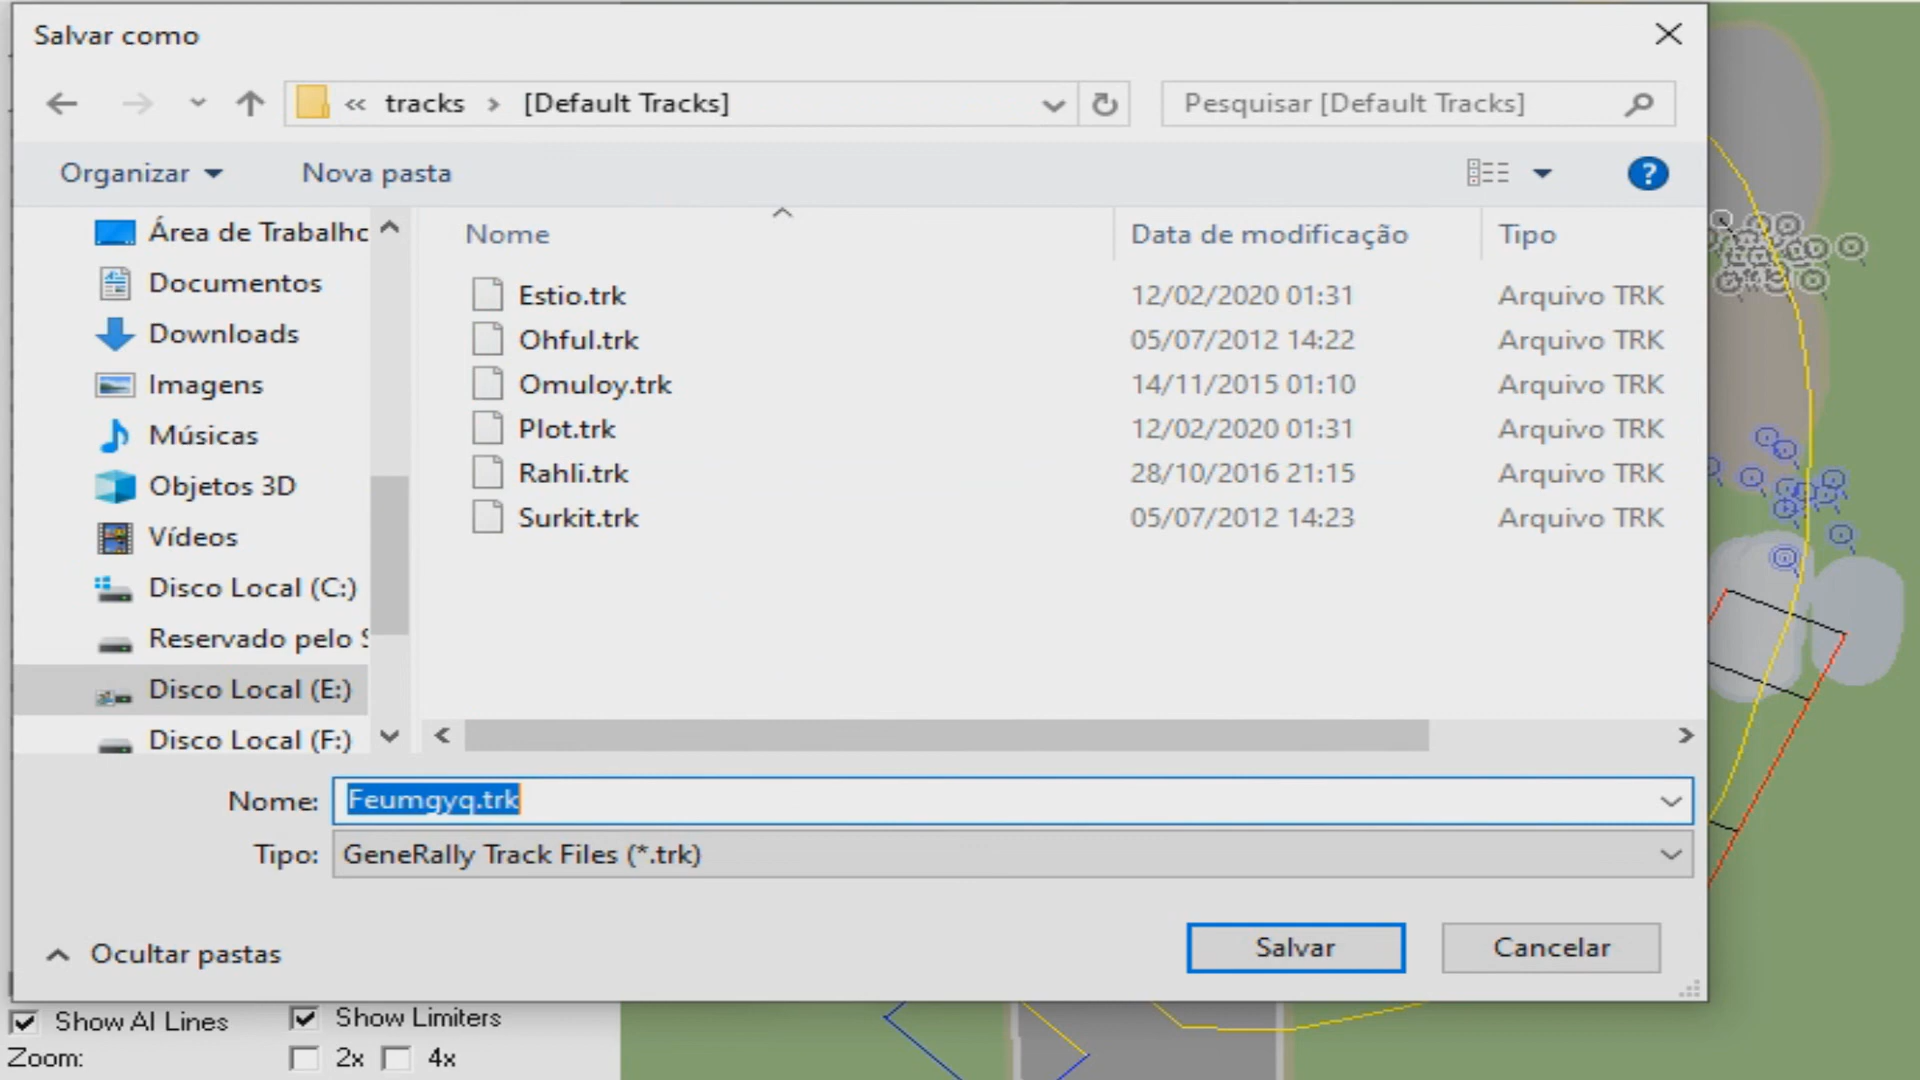 Salvar como
« tracks > [Default Tracks]
Pesquisar [Default Tracks]
Organizar
Nova pasta
Área de Trabalho
Documentos
Downloads
Imagens
Músicas
Objetos 3D
Vídeos
Disco Local (C:)
Reservado pelo S
Disco Local (E:)
Disco Local (F:)
Nome Data de modificação Tipo
Estio.trk 12/02/2020 01:31 Arquivo TRK
Ohful.trk 05/07/2012 14:22 Arquivo TRK
Omuloy.trk 14/11/2015 01:10 Arquivo TRK
Plot.trk 12/02/2020 01:31 Arquivo TRK
Rahli.trk 28/10/2016 21:15 Arquivo TRK
Surkit.trk 05/07/2012 14:23 Arquivo TRK
Nome: Feumgyq.trk
Tipo: GeneRally Track Files (*.trk)
Ocultar pastas
Salvar
Cancelar
Show AI Lines
Show Limiters
Zoom: 2x 4x